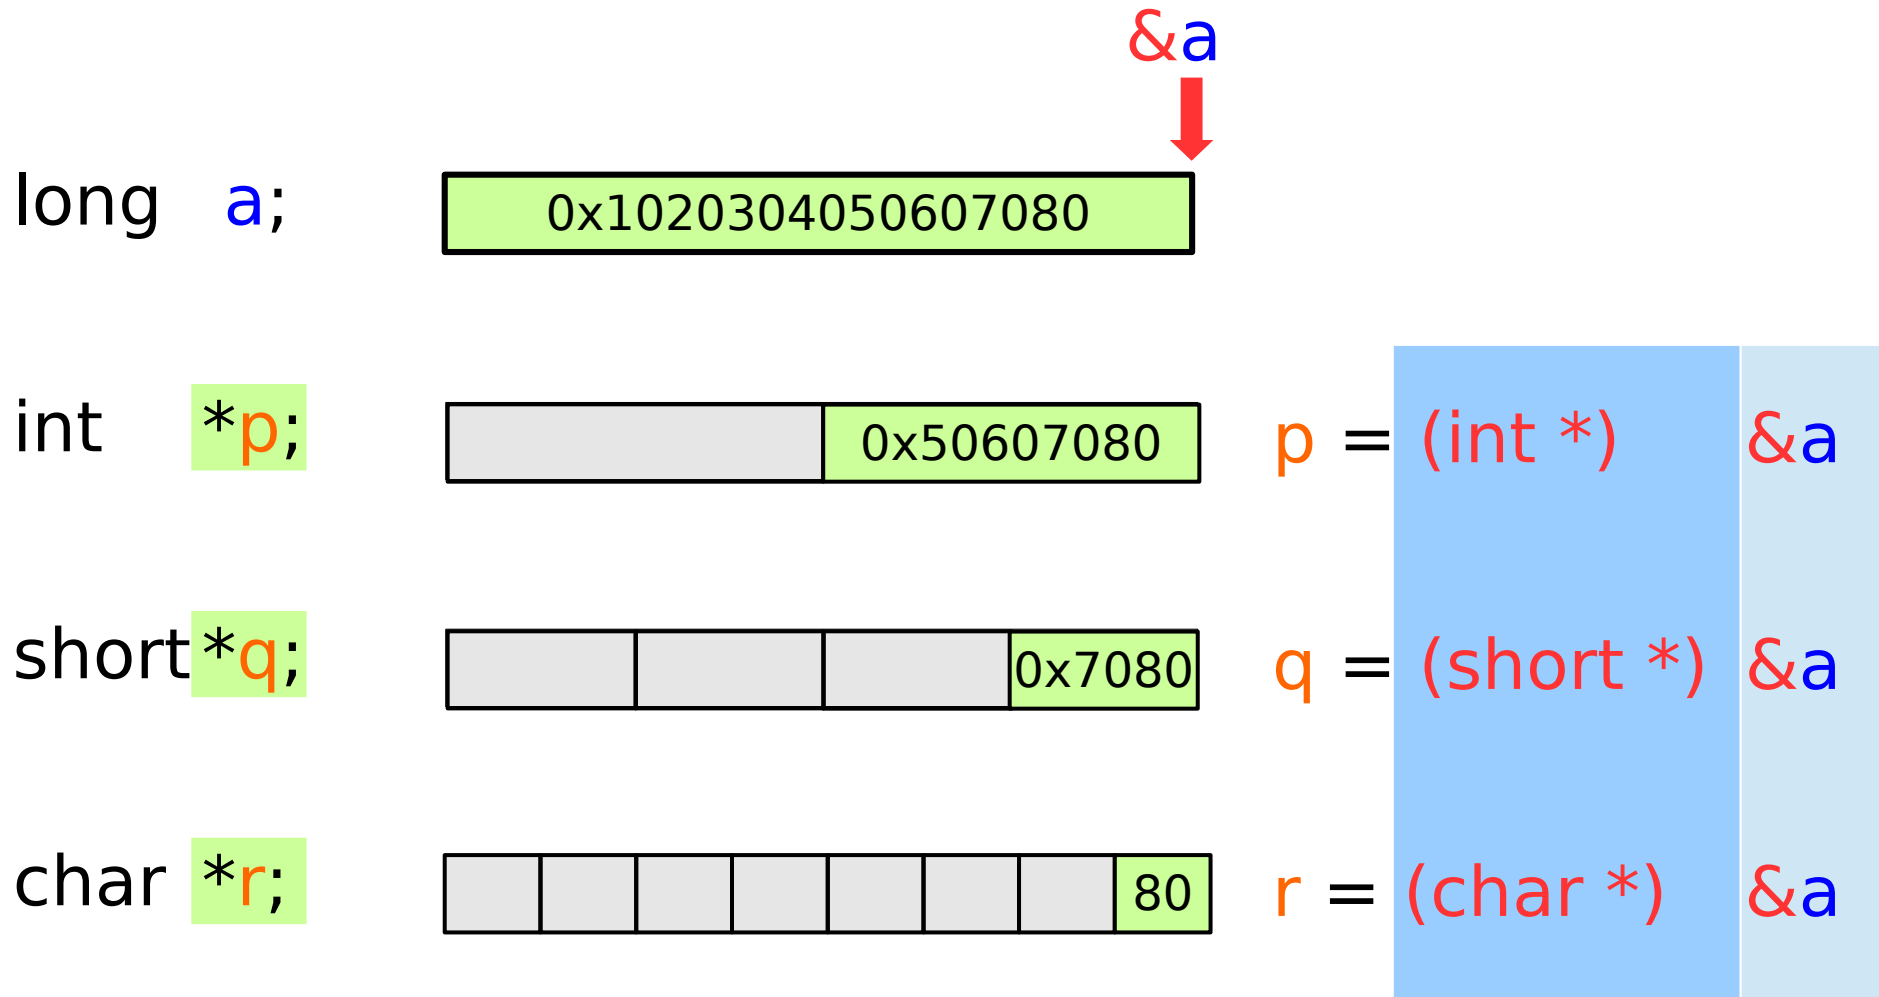 &a
long a; 0x1020304050607080
int *p; 0x50607080 p = (int *) &a
short *q; 0x7080 q = (short *) &a
char *r; 80 r = (char *) &a